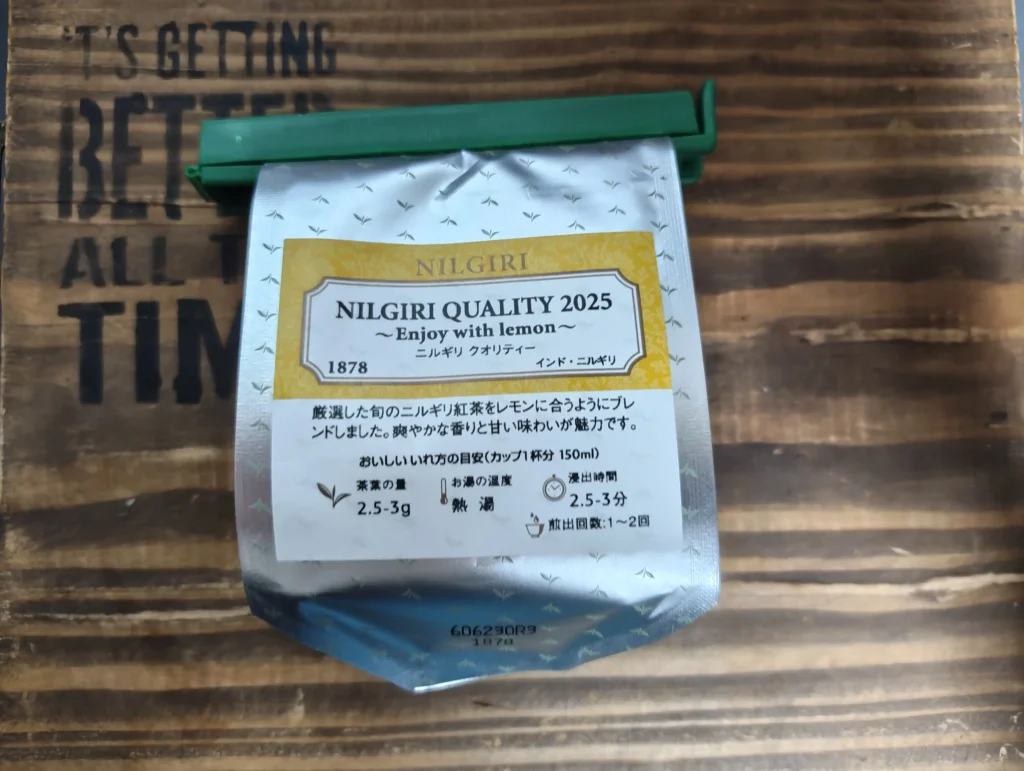 'T'S GETTING
BETTER
ALL T
TIM
NILGIRI
NILGIRI QUALITY 2025
～Enjoy with lemon～
ニルギリ クオリティー
1878
インド・ニルギリ
厳選した旬のニルギリ紅茶をレモンに合うようにブレ
ンドしました。爽やかな香りと甘い味わいが魅力です。
おいしいいれ方の目安(カップ1杯分 150ml)
茶葉の量
2.5-3g
お湯の温度
熱 湯
浸出時間
2.5-3分
煎出回数:1～2回
6D6230R3
1878